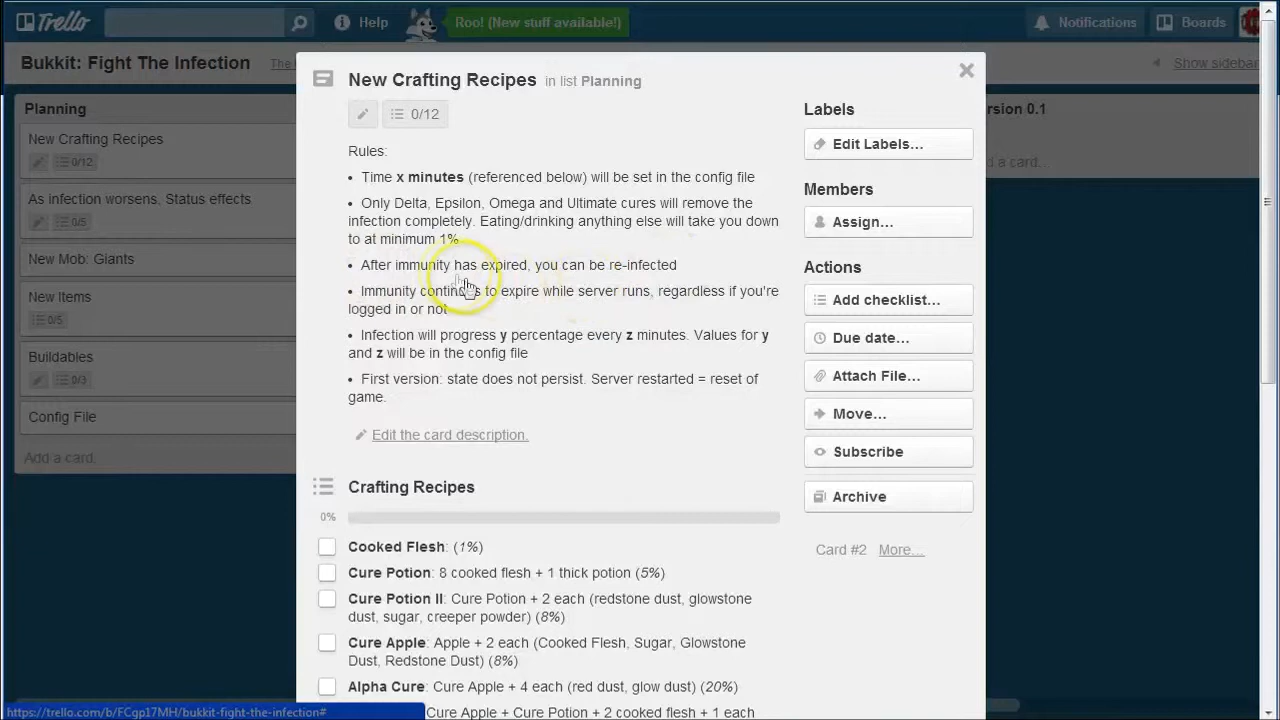 Trello
Help
Roo! (New stuff available!)
Notifications
Boards
Bukkit: Fight The Infection
Show sidebar
Planning
New Crafting Recipes
0/12
As infection worsens, Status effects
0/5
New Mob: Giants
New Items
0/5
Buildables
0/3
Config File
Add a card.
New Crafting Recipes in list Planning
0/12
Rules:
• Time x minutes (referenced below) will be set in the config file
• Only Delta, Epsilon, Omega and Ultimate cures will remove the
infection completely. Eating/drinking anything else will take you down
to at minimum 1%
• After immunity has expired, you can be re-infected
• Immunity continues to expire while server runs, regardless if you're
logged in or not
• Infection will progress y percentage every z minutes. Values for y
and z will be in the config file
• First version: state does not persist. Server restarted = reset of
game.
Edit the card description.
Crafting Recipes
0%
Cooked Flesh: (1%)
Cure Potion: 8 cooked flesh + 1 thick potion (5%)
Cure Potion II: Cure Potion + 2 each (redstone dust, glowstone
dust, sugar, creeper powder) (8%)
Cure Apple: Apple + 2 each (Cooked Flesh, Sugar, Glowstone
Dust, Redstone Dust) (8%)
Alpha Cure: Cure Apple + 4 each (red dust, glow dust) (20%)
Cure Apple + Cure Potion + 2 cooked flesh + 1 each
Labels
Edit Labels…
Members
Assign…
Actions
Add checklist…
Due date…
Attach File…
Move…
Subscribe
Archive
Card #2 More…
ersion 0.1
d a card…
https://trello.com/b/FCgp17MH/bukkit-fight-the-infection#